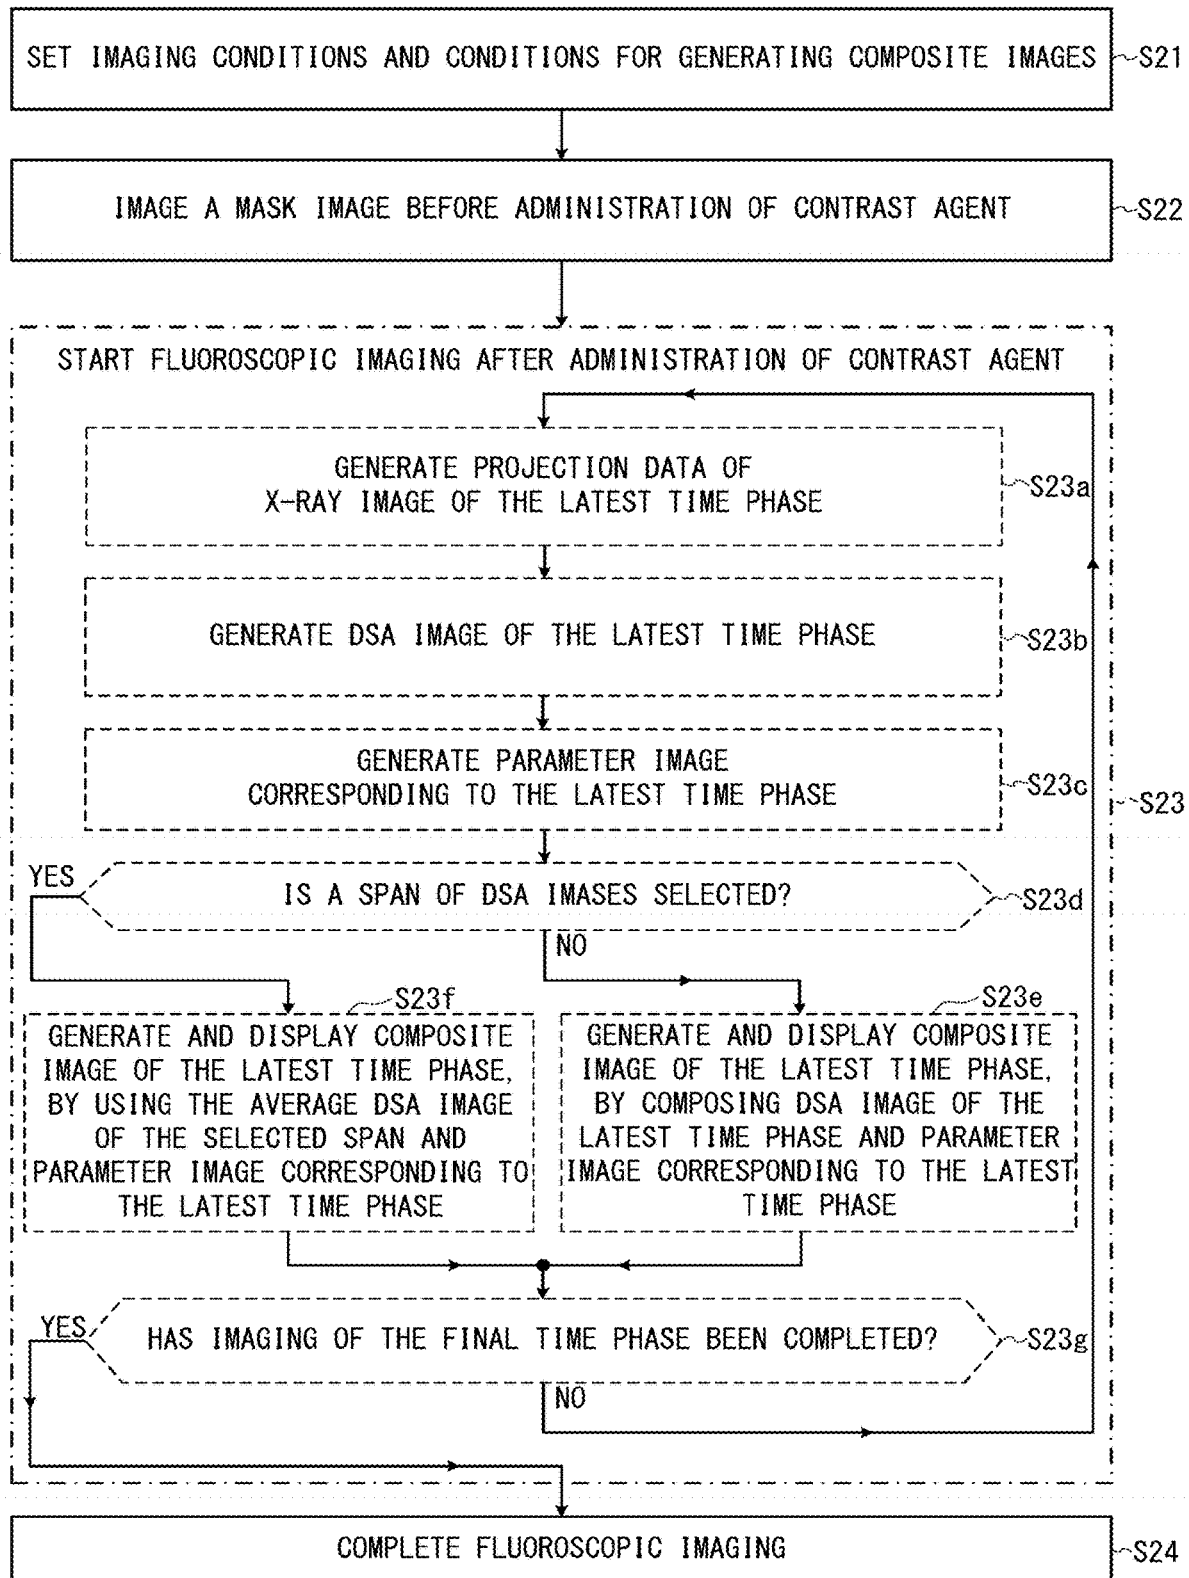 SET IMAGING CONDITIONS AND CONDITIONS FOR GENERATING COMPOSITE IMAGES
S21
IMAGE A MASK IMAGE BEFORE ADMINISTRATION OF CONTRAST AGENT
S22
START FLUOROSCOPIC IMAGING AFTER ADMINISTRATION OF CONTRAST AGENT
GENERATE PROJECTION DATA OF
X-RAY IMAGE OF THE LATEST TIME PHASE
S23a
GENERATE DSA IMAGE OF THE LATEST TIME PHASE
S23b
GENERATE PARAMETER IMAGE
CORRESPONDING TO THE LATEST TIME PHASE
S23c
S23
YES
IS A SPAN OF DSA IMASES SELECTED?
S23d
NO
S23f
GENERATE AND DISPLAY COMPOSITE
IMAGE OF THE LATEST TIME PHASE,
BY USING THE AVERAGE DSA IMAGE
OF THE SELECTED SPAN AND
PARAMETER IMAGE CORRESPONDING TO
THE LATEST TIME PHASE
S23e
GENERATE AND DISPLAY COMPOSITE
IMAGE OF THE LATEST TIME PHASE,
BY COMPOSING DSA IMAGE OF THE
LATEST TIME PHASE AND PARAMETER
IMAGE CORRESPONDING TO THE LATEST
TIME PHASE
YES
HAS IMAGING OF THE FINAL TIME PHASE BEEN COMPLETED?
S23g
NO
COMPLETE FLUOROSCOPIC IMAGING
S24